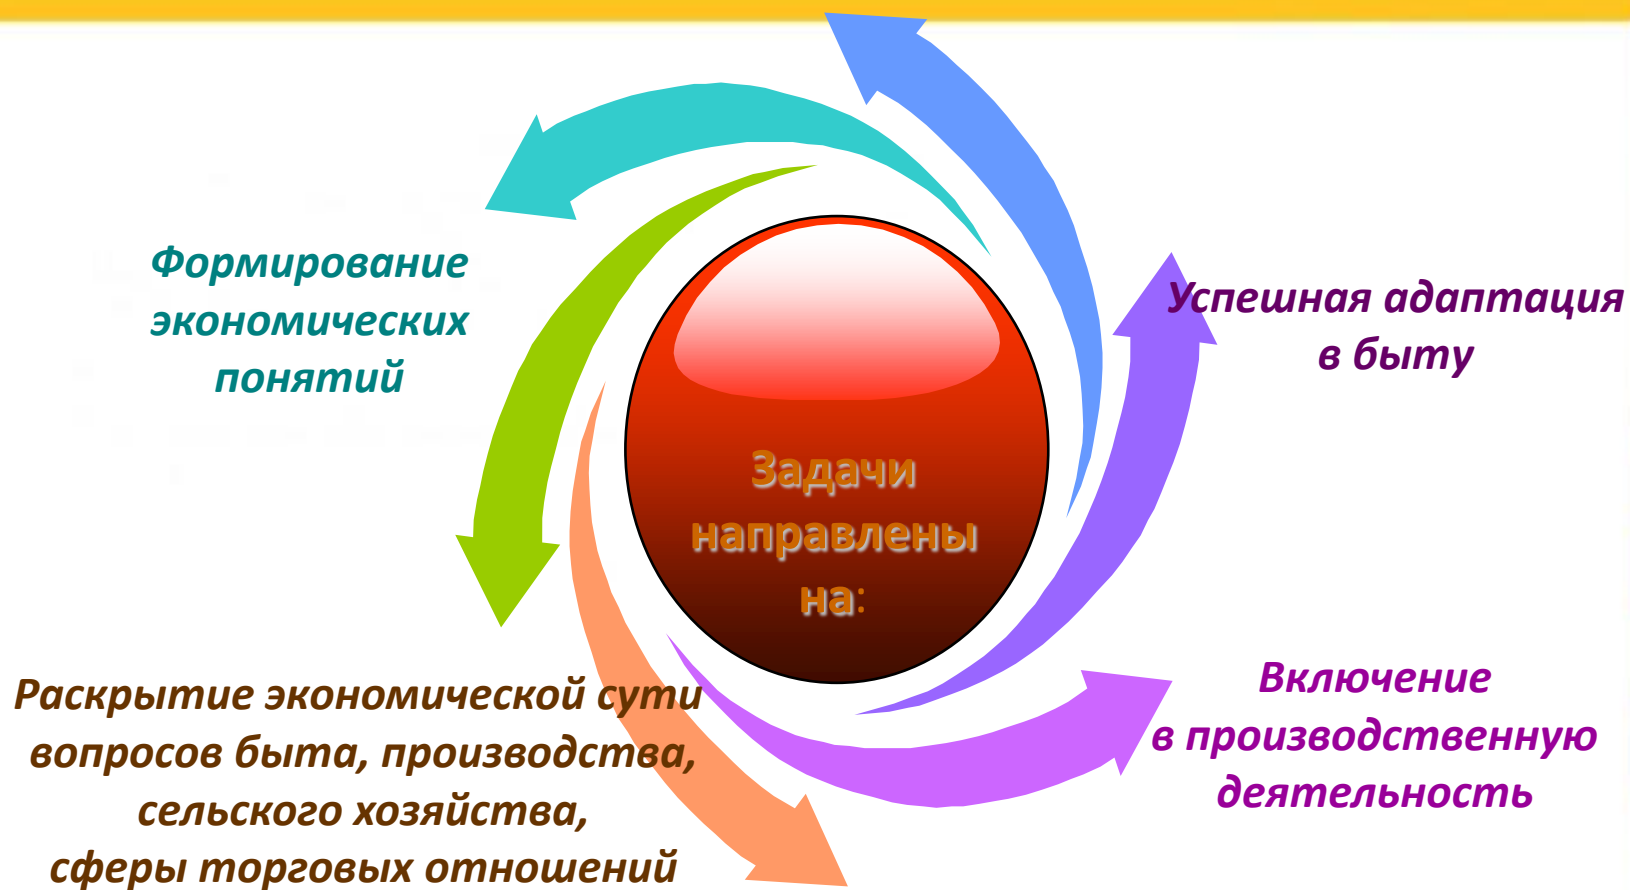 Формирование
экономических
понятий
Успешная адаптация
в быту
Задачи
направлены
на:
Раскрытие экономической сути
вопросов быта, производства,
сельского хозяйства,
сферы торговых отношений
Включение
в производственную
деятельность